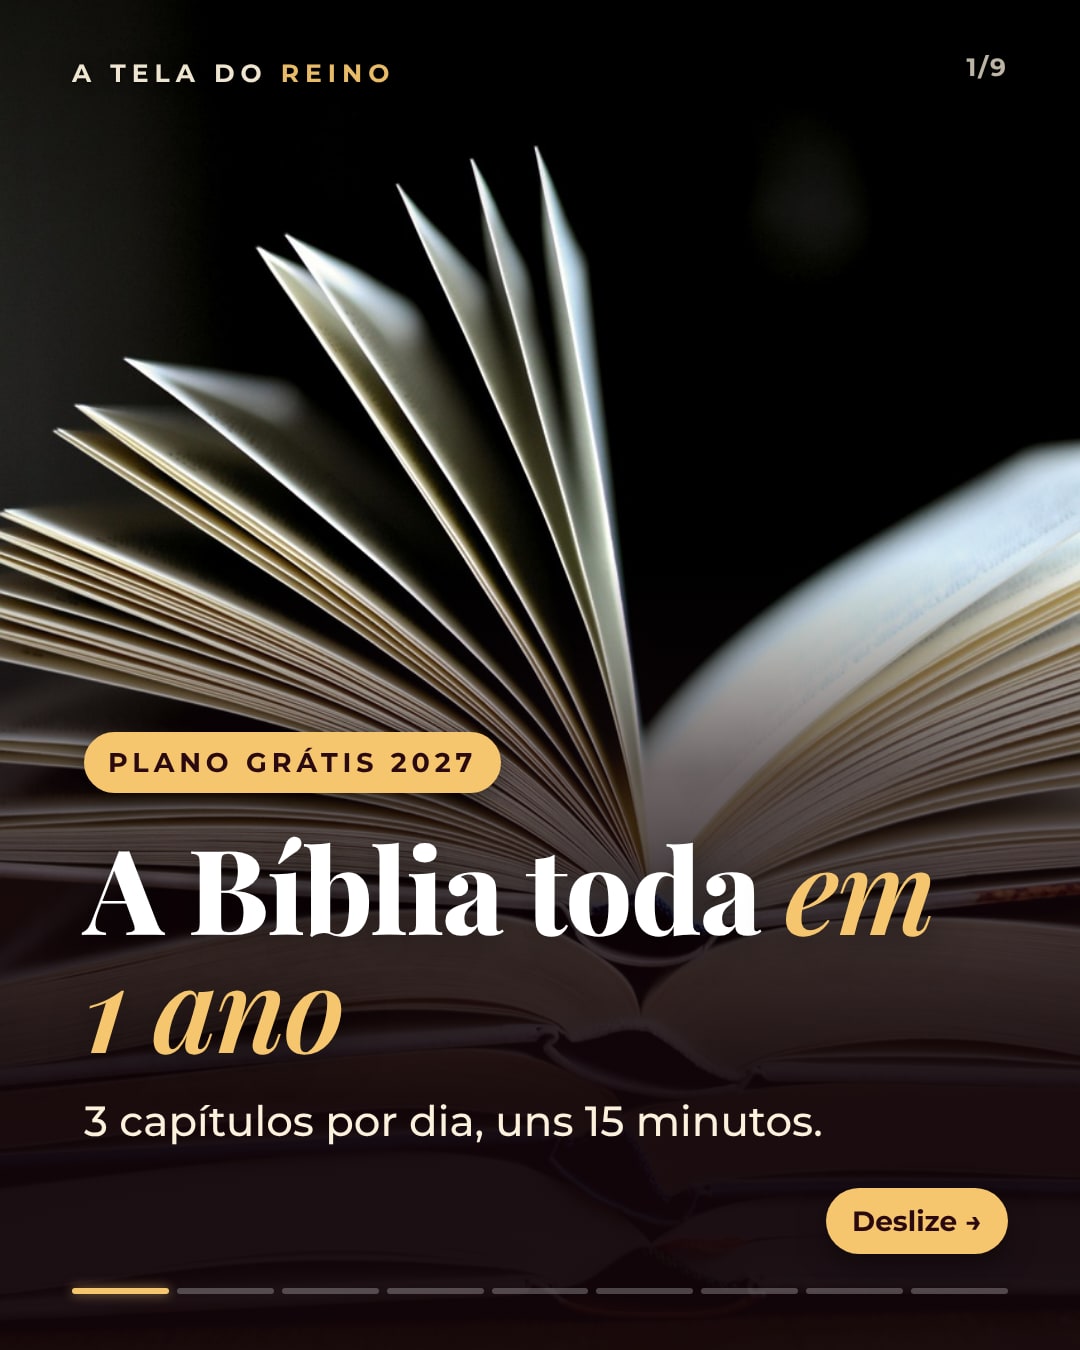 A TELA DO REINO
1/9
PLANO GRÁTIS 2027
A Bíblia toda em
1 ano
3 capítulos por dia, uns 15 minutos.
Deslize →